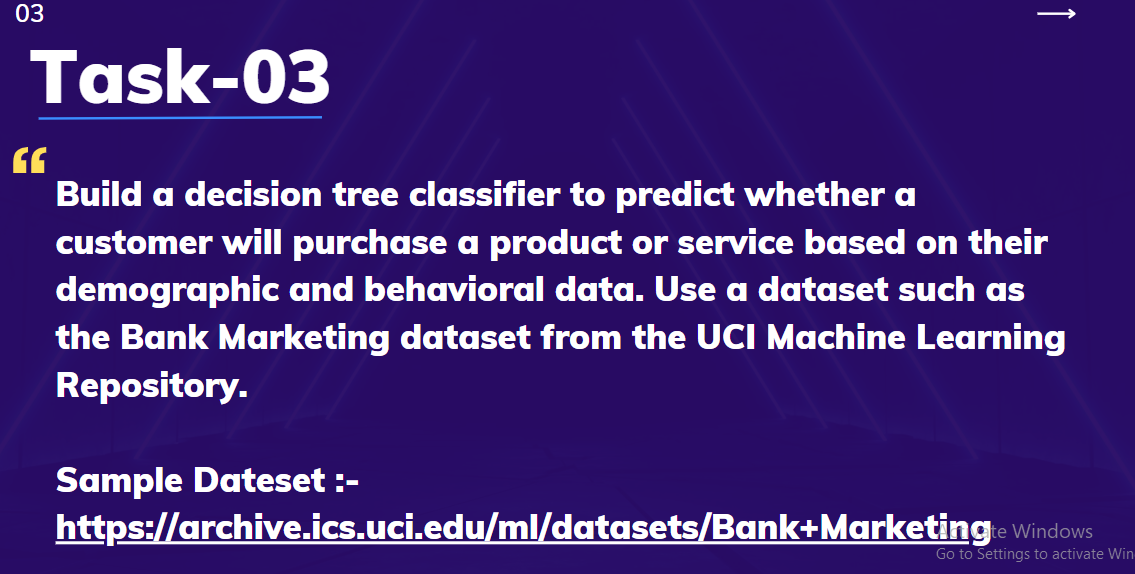 03
Task-03
“
Build a decision tree classifier to predict whether a
customer will purchase a product or service based on their
demographic and behavioral data. Use a dataset such as
the Bank Marketing dataset from the UCI Machine Learning
Repository.
Sample Dateset :-
https://archive.ics.uci.edu/ml/datasets/Bank+Marketing
Activate Windows
Go to Settings to activate Win